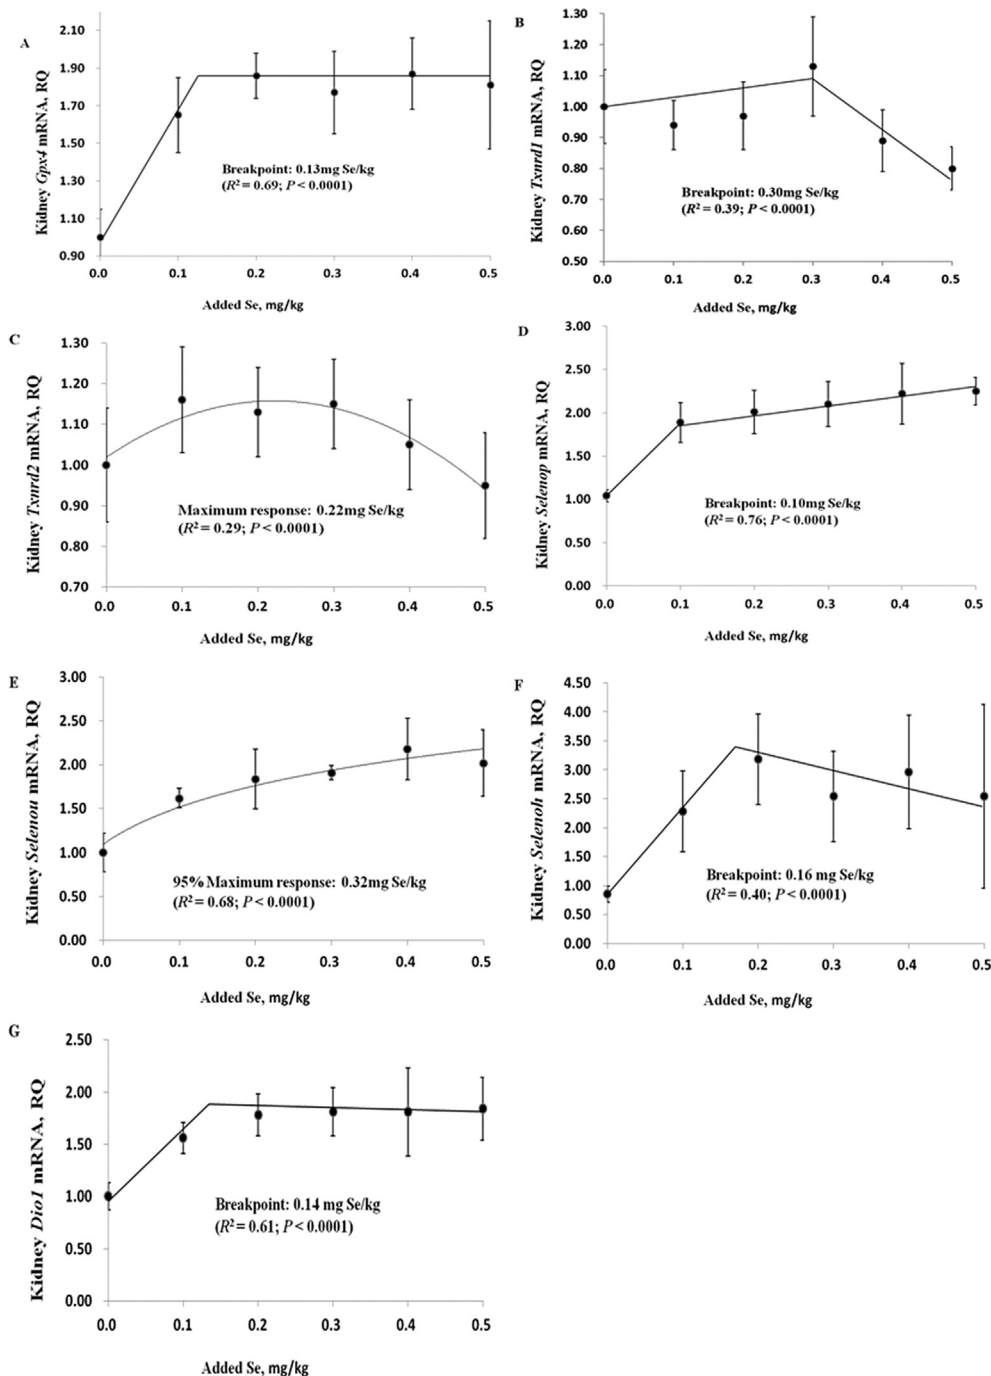 A
Kidney Gpx4 mRNA, RQ
2.10
1.90
1.70
1.50
1.30
1.10
0.90
Breakpoint: 0.13mg Se/kg
(R² = 0.69; P < 0.0001)
0.0 0.1 0.2 0.3 0.4 0.5
Added Se, mg/kg
B
Kidney Txnrd1 mRNA, RQ
1.30
1.20
1.10
1.00
0.90
0.80
0.70
0.60
0.50
Breakpoint: 0.30mg Se/kg
(R² = 0.39; P < 0.0001)
0.0 0.1 0.2 0.3 0.4 0.5
Added Se, mg/kg
C
Kidney Txnrd2 mRNA, RQ
1.30
1.20
1.10
1.00
0.90
0.80
0.70
Maximum response: 0.22mg Se/kg
(R² = 0.29; P < 0.0001)
0.0 0.1 0.2 0.3 0.4 0.5
Added Se, mg/kg
D
Kidney Selenop mRNA, RQ
3.00
2.50
2.00
1.50
1.00
0.50
0.00
Breakpoint: 0.10mg Se/kg
(R² = 0.76; P < 0.0001)
0.0 0.1 0.2 0.3 0.4 0.5
Added Se, mg/kg
E
Kidney Selenou mRNA, RQ
3.00
2.50
2.00
1.50
1.00
0.50
0.00
95% Maximum response: 0.32mg Se/kg
(R² = 0.68; P < 0.0001)
0.0 0.1 0.2 0.3 0.4 0.5
Added Se, mg/kg
F
Kidney Selenoh mRNA, RQ
4.50
4.00
3.50
3.00
2.50
2.00
1.50
1.00
0.50
0.00
Breakpoint: 0.16 mg Se/kg
(R² = 0.40; P < 0.0001)
0.0 0.1 0.2 0.3 0.4 0.5
Added Se, mg/kg
G
Kidney Dio1 mRNA, RQ
2.50
2.00
1.50
1.00
0.50
0.00
Breakpoint: 0.14 mg Se/kg
(R² = 0.61; P < 0.0001)
0.0 0.1 0.2 0.3 0.4 0.5
Added Se, mg/kg